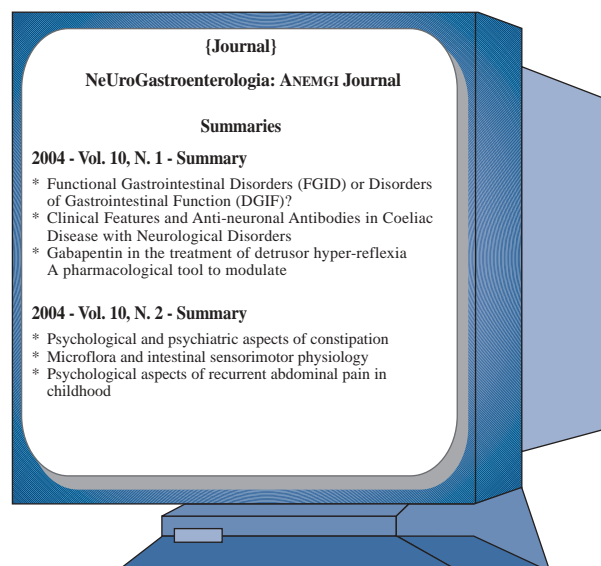 {Journal}
NeUroGastroenterologia: ANEMGI Journal
Summaries
2004 - Vol. 10, N. 1 - Summary
* Functional Gastrointestinal Disorders (FGID) or Disorders
of Gastrointestinal Function (DGIF)?
* Clinical Features and Anti-neuronal Antibodies in Coeliac
Disease with Neurological Disorders
* Gabapentin in the treatment of detrusor hyper-reflexia
A pharmacological tool to modulate
2004 - Vol. 10, N. 2 - Summary
* Psychological and psychiatric aspects of constipation
* Microflora and intestinal sensorimotor physiology
* Psychological aspects of recurrent abdominal pain in
childhood